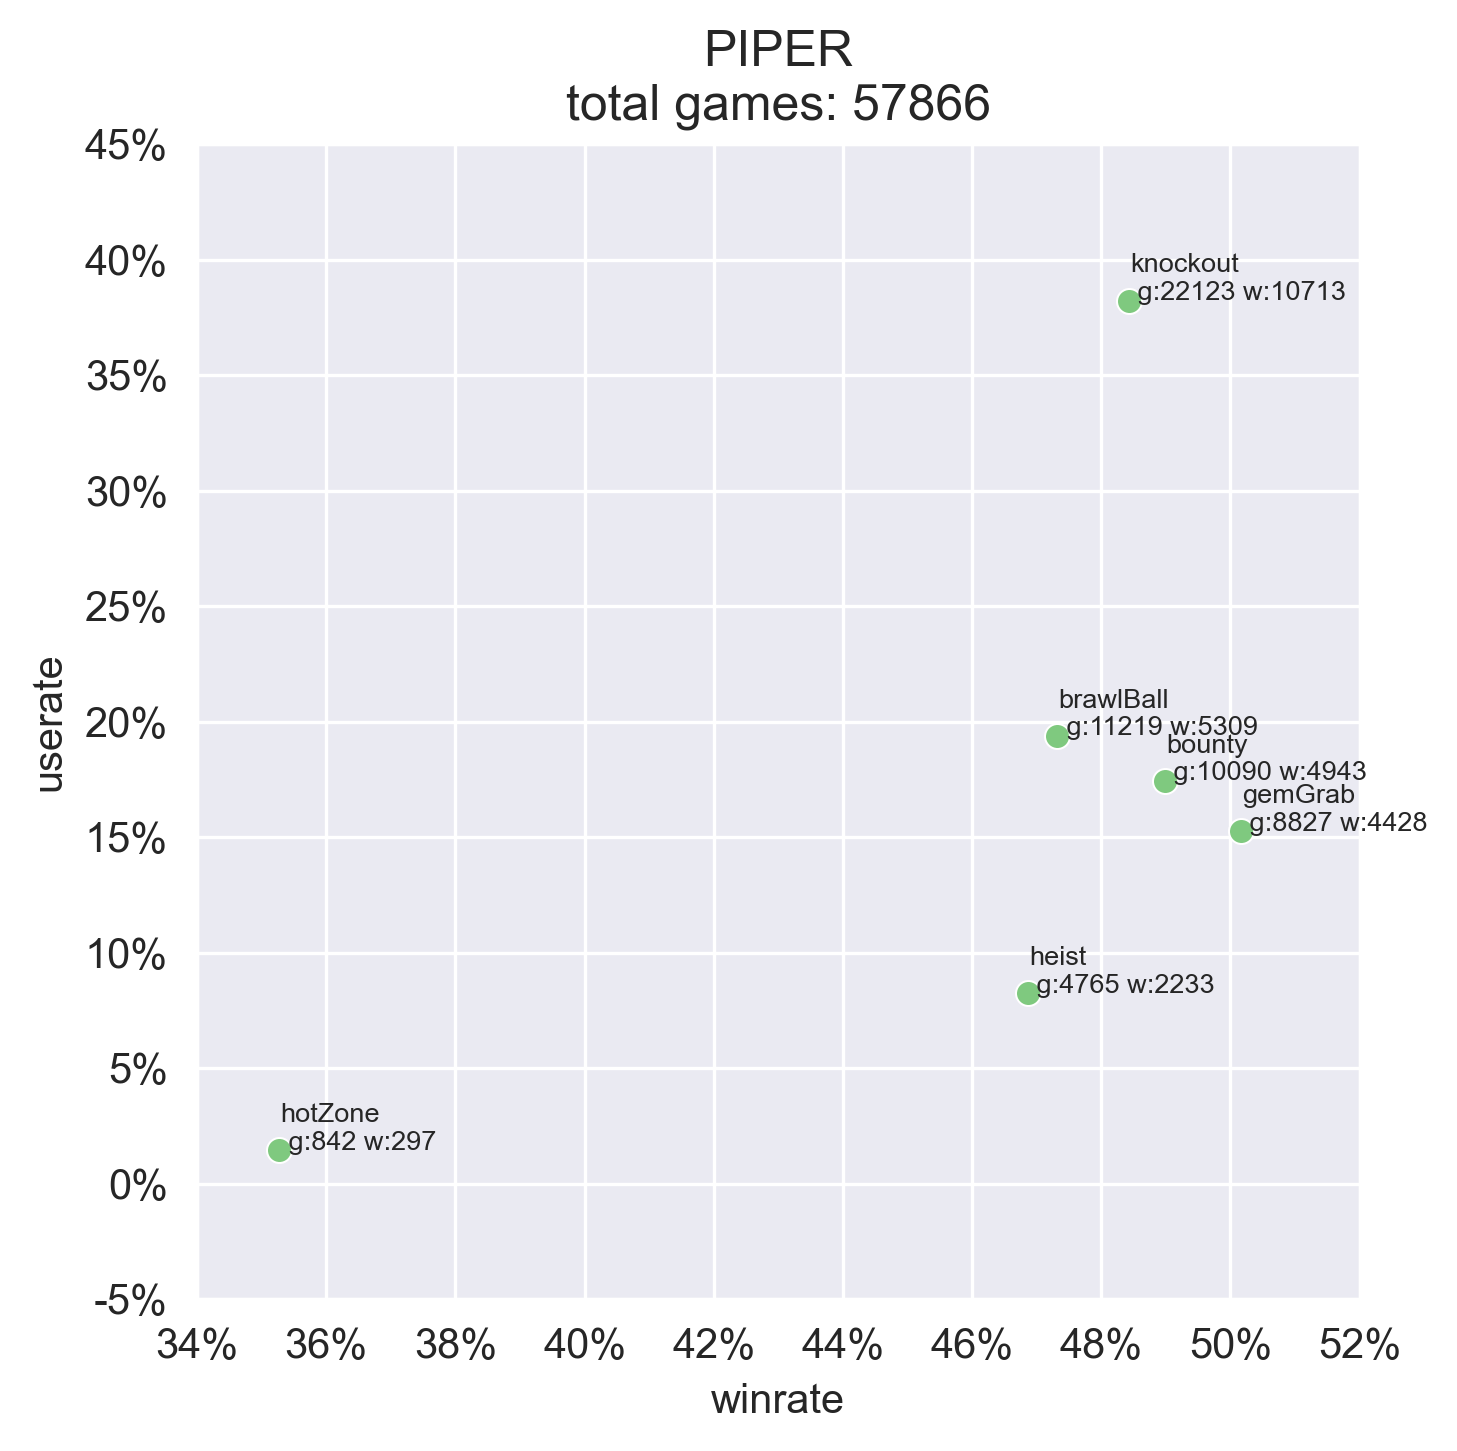 PIPER
total games: 57866
45%
40%
35%
30%
25%
20%
15%
10%
5%
0%
-5%
userate
knockout
g:22123 w:10713
brawlBall
g:11219 w:5309
bounty
g:10090 w:4943
gemGrab
g:8827 w:4428
heist
g:4765 w:2233
hotZone
g:842 w:297
34% 36% 38% 40% 42% 44% 46% 48% 50% 52%
winrate